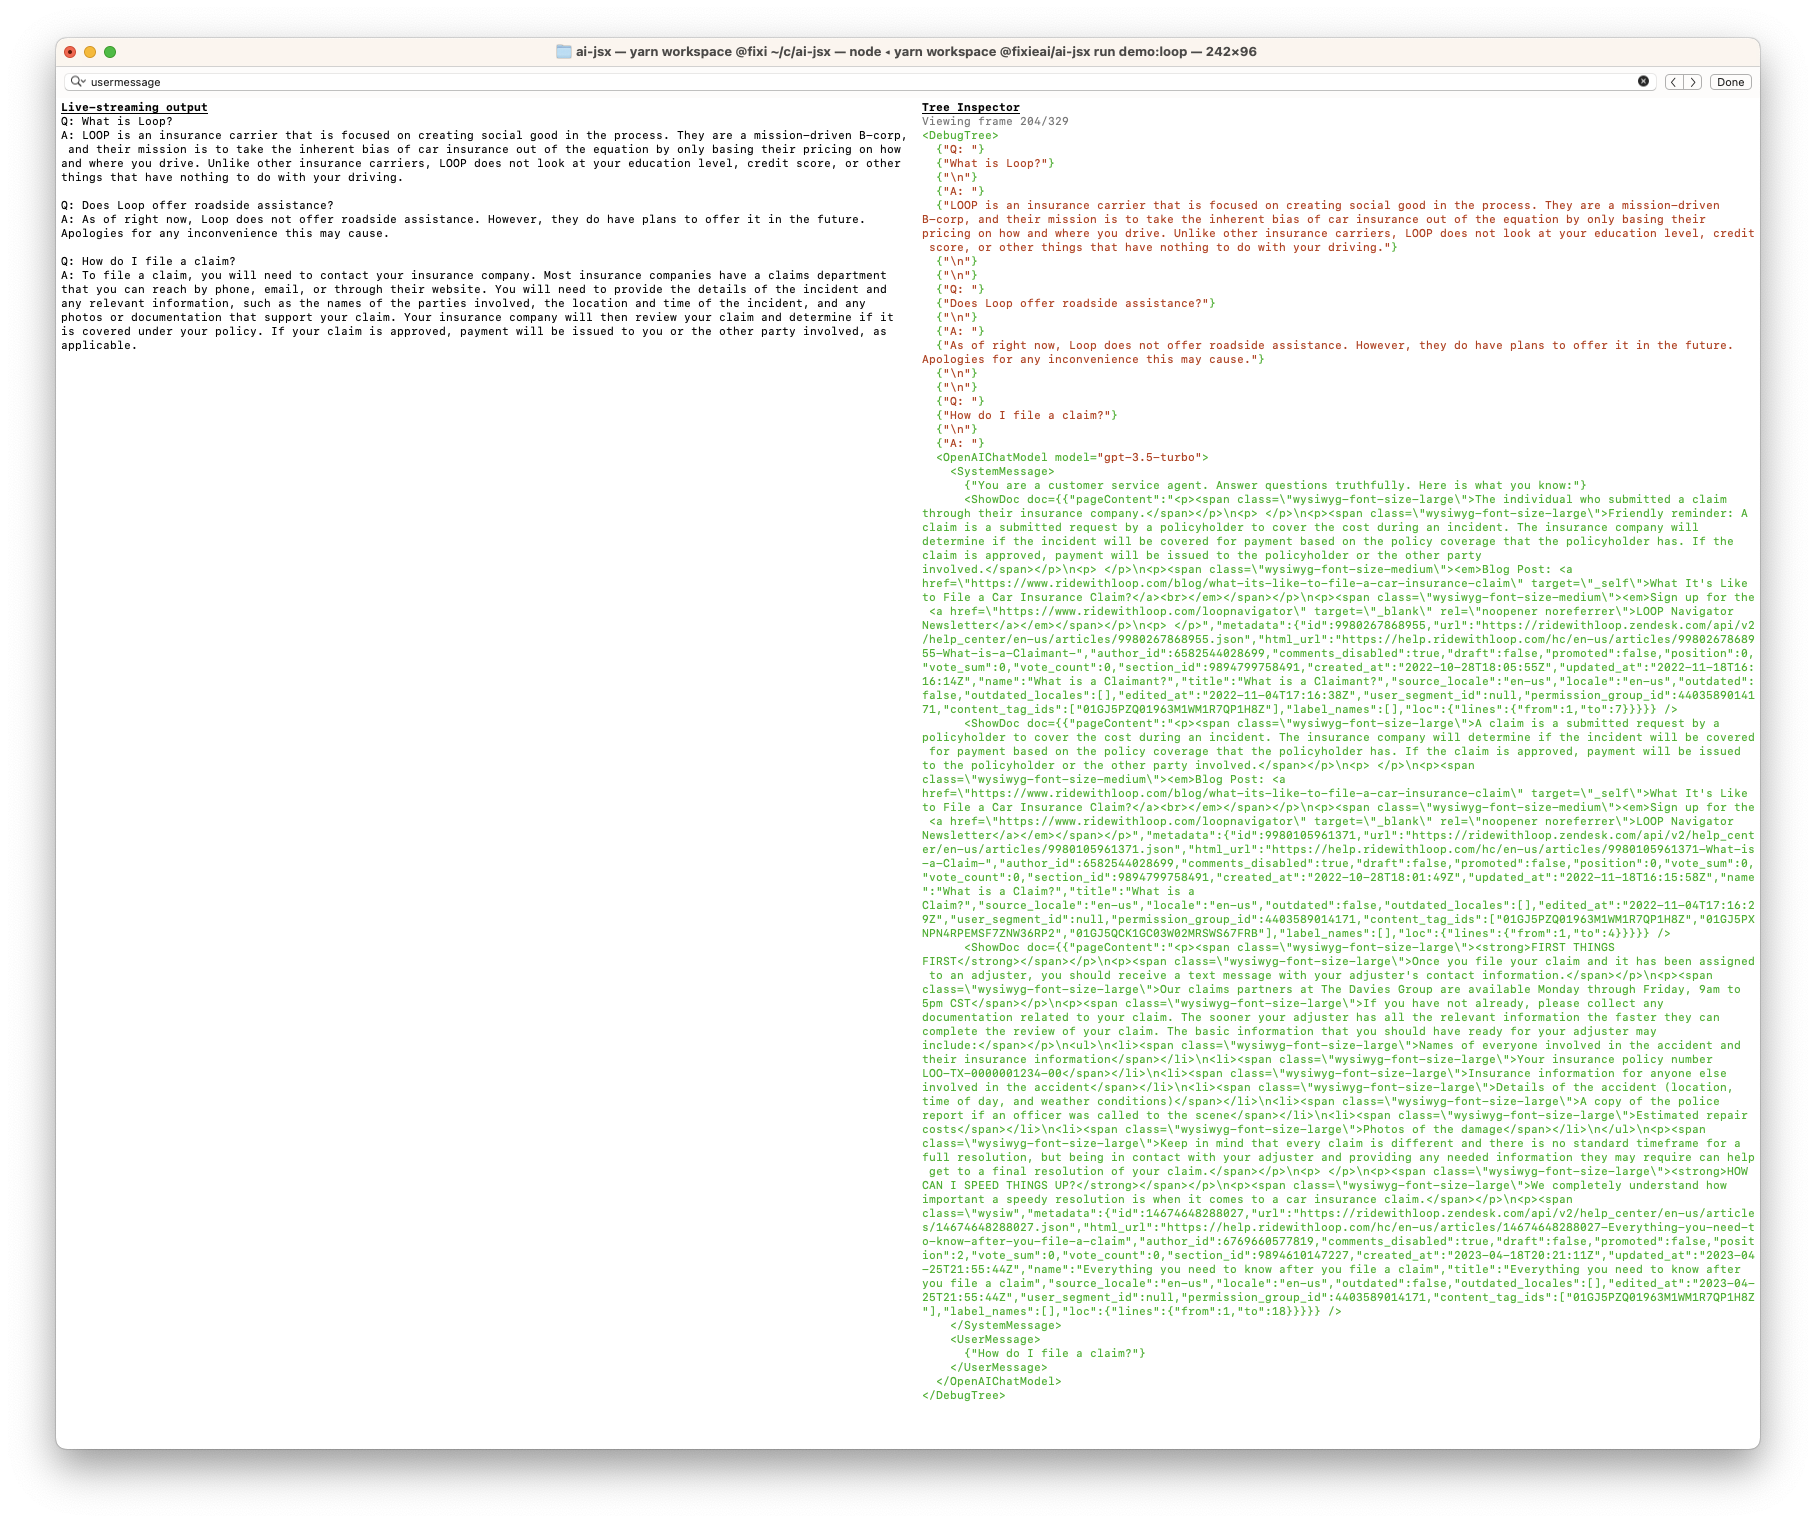 ai-jsx — yarn workspace @fixi ~/c/ai-jsx — node ◂ yarn workspace @fixieai/ai-jsx run demo:loop — 242×96
usermessage
Done
Live-streaming output
Q: What is Loop?
A: LOOP is an insurance carrier that is focused on creating social good in the process. They are a mission-driven B-corp,
and their mission is to take the inherent bias of car insurance out of the equation by only basing their pricing on how
and where you drive. Unlike other insurance carriers, LOOP does not look at your education level, credit score, or other
things that have nothing to do with your driving.
Q: Does Loop offer roadside assistance?
A: As of right now, Loop does not offer roadside assistance. However, they do have plans to offer it in the future.
Apologies for any inconvenience this may cause.
Q: How do I file a claim?
A: To file a claim, you will need to contact your insurance company. Most insurance companies have a claims department
that you can reach by phone, email, or through their website. You will need to provide the details of the incident and
any relevant information, such as the names of the parties involved, the location and time of the incident, and any
photos or documentation that support your claim. Your insurance company will then review your claim and determine if it
is covered under your policy. If your claim is approved, payment will be issued to you or the other party involved, as
applicable.
Tree Inspector
Viewing frame 204/329
<DebugTree>
{"Q: "}
{"What is Loop?"}
{"\n"}
{"A: "}
{"LOOP is an insurance carrier that is focused on creating social good in the process. They are a mission-driven
B-corp, and their mission is to take the inherent bias of car insurance out of the equation by only basing their
pricing on how and where you drive. Unlike other insurance carriers, LOOP does not look at your education level, credit
score, or other things that have nothing to do with your driving."}
{"\n"}
{"\n"}
{"Q: "}
{"Does Loop offer roadside assistance?"}
{"\n"}
{"A: "}
{"As of right now, Loop does not offer roadside assistance. However, they do have plans to offer it in the future.
Apologies for any inconvenience this may cause."}
{"\n"}
{"\n"}
{"Q: "}
{"How do I file a claim?"}
{"\n"}
{"A: "}
<OpenAIChatModel model="gpt-3.5-turbo">
<SystemMessage>
{"You are a customer service agent. Answer questions truthfully. Here is what you know:"}
<ShowDoc doc={{"pageContent":"<p><span class=\"wysiwyg-font-size-large\">The individual who submitted a claim
through their insurance company.</span></p>\n<p> </p>\n<p><span class=\"wysiwyg-font-size-large\">Friendly reminder: A
claim is a submitted request by a policyholder to cover the cost during an incident. The insurance company will
determine if the incident will be covered for payment based on the policy coverage that the policyholder has. If the
claim is approved, payment will be issued to the policyholder or the other party
involved.</span></p>\n<p> </p>\n<p><span class=\"wysiwyg-font-size-medium\"><em>Blog Post: <a
href=\"https://www.ridewithloop.com/blog/what-its-like-to-file-a-car-insurance-claim\" target=\"_self\">What It's Like
to File a Car Insurance Claim?</a><br></em></span></p>\n<p><span class=\"wysiwyg-font-size-medium\"><em>Sign up for the
<a href=\"https://www.ridewithloop.com/loopnavigator\" target=\"_blank\" rel=\"noopener noreferrer\">LOOP Navigator
Newsletter</a></em></span></p>\n<p> </p>","metadata":{"id":9980267868955,"url":"https://ridewithloop.zendesk.com/api/v2
/help_center/en-us/articles/9980267868955.json","html_url":"https://help.ridewithloop.com/hc/en-us/articles/99802678689
55-What-is-a-Claimant-","author_id":6582544028699,"comments_disabled":true,"draft":false,"promoted":false,"position":0,
"vote_sum":0,"vote_count":0,"section_id":9894799758491,"created_at":"2022-10-28T18:05:55Z","updated_at":"2022-11-18T16:
16:14Z","name":"What is a Claimant?","title":"What is a Claimant?","source_locale":"en-us","locale":"en-us","outdated":
false,"outdated_locales":[],"edited_at":"2022-11-04T17:16:38Z","user_segment_id":null,"permission_group_id":44035890141
71,"content_tag_ids":["01GJ5PZQ01963M1WM1R7QP1H8Z"],"label_names":[],"loc":{"lines":{"from":1,"to":7}}}}} />
<ShowDoc doc={{"pageContent":"<p><span class=\"wysiwyg-font-size-large\">A claim is a submitted request by a
policyholder to cover the cost during an incident. The insurance company will determine if the incident will be covered
for payment based on the policy coverage that the policyholder has. If the claim is approved, payment will be issued
to the policyholder or the other party involved.</span></p>\n<p> </p>\n<p><span
class=\"wysiwyg-font-size-medium\"><em>Blog Post: <a
href=\"https://www.ridewithloop.com/blog/what-its-like-to-file-a-car-insurance-claim\" target=\"_self\">What It's Like
to File a Car Insurance Claim?</a><br></em></span></p>\n<p><span class=\"wysiwyg-font-size-medium\"><em>Sign up for the
<a href=\"https://www.ridewithloop.com/loopnavigator\" target=\"_blank\" rel=\"noopener noreferrer\">LOOP Navigator
Newsletter</a></em></span></p>","metadata":{"id":9980105961371,"url":"https://ridewithloop.zendesk.com/api/v2/help_cent
er/en-us/articles/9980105961371.json","html_url":"https://help.ridewithloop.com/hc/en-us/articles/9980105961371-What-is
-a-Claim-","author_id":6582544028699,"comments_disabled":true,"draft":false,"promoted":false,"position":0,"vote_sum":0,
"vote_count":0,"section_id":9894799758491,"created_at":"2022-10-28T18:01:49Z","updated_at":"2022-11-18T16:15:58Z","name
":"What is a Claim?","title":"What is a
Claim?","source_locale":"en-us","locale":"en-us","outdated":false,"outdated_locales":[],"edited_at":"2022-11-04T17:16:2
9Z","user_segment_id":null,"permission_group_id":4403589014171,"content_tag_ids":["01GJ5PZQ01963M1WM1R7QP1H8Z","01GJ5PX
NPN4RPEMSF7ZNW36RP2","01GJ5QCK1GC03W02MRSWS67FRB"],"label_names":[],"loc":{"lines":{"from":1,"to":4}}}}} />
<ShowDoc doc={{"pageContent":"<p><span class=\"wysiwyg-font-size-large\"><strong>FIRST THINGS
FIRST</strong></span></p>\n<p><span class=\"wysiwyg-font-size-large\">Once you file your claim and it has been assigned
to an adjuster, you should receive a text message with your adjuster's contact information.</span></p>\n<p><span
class=\"wysiwyg-font-size-large\">Our claims partners at The Davies Group are available Monday through Friday, 9am to
5pm CST</span></p>\n<p><span class=\"wysiwyg-font-size-large\">If you have not already, please collect any
documentation related to your claim. The sooner your adjuster has all the relevant information the faster they can
complete the review of your claim. The basic information that you should have ready for your adjuster may
include:</span></p>\n<ul>\n<li><span class=\"wysiwyg-font-size-large\">Names of everyone involved in the accident and
their insurance information</span></li>\n<li><span class=\"wysiwyg-font-size-large\">Your insurance policy number
LOO-TX-0000001234-00</span></li>\n<li><span class=\"wysiwyg-font-size-large\">Insurance information for anyone else
involved in the accident</span></li>\n<li><span class=\"wysiwyg-font-size-large\">Details of the accident (location,
time of day, and weather conditions)</span></li>\n<li><span class=\"wysiwyg-font-size-large\">A copy of the police
report if an officer was called to the scene</span></li>\n<li><span class=\"wysiwyg-font-size-large\">Estimated repair
costs</span></li>\n<li><span class=\"wysiwyg-font-size-large\">Photos of the damage</span></li>\n</ul>\n<p><span
class=\"wysiwyg-font-size-large\">Keep in mind that every claim is different and there is no standard timeframe for a
full resolution, but being in contact with your adjuster and providing any needed information they may require can help
get to a final resolution of your claim.</span></p>\n<p> </p>\n<p><span class=\"wysiwyg-font-size-large\"><strong>HOW
CAN I SPEED THINGS UP?</strong></span></p>\n<p><span class=\"wysiwyg-font-size-large\">We completely understand how
important a speedy resolution is when it comes to a car insurance claim.</span></p>\n<p><span
class=\"wysiw","metadata":{"id":14674648288027,"url":"https://ridewithloop.zendesk.com/api/v2/help_center/en-us/article
s/14674648288027.json","html_url":"https://help.ridewithloop.com/hc/en-us/articles/14674648288027-Everything-you-need-t
o-know-after-you-file-a-claim","author_id":6769660577819,"comments_disabled":true,"draft":false,"promoted":false,"posit
ion":2,"vote_sum":0,"vote_count":0,"section_id":9894610147227,"created_at":"2023-04-18T20:21:11Z","updated_at":"2023-04
-25T21:55:44Z","name":"Everything you need to know after you file a claim","title":"Everything you need to know after
you file a claim","source_locale":"en-us","locale":"en-us","outdated":false,"outdated_locales":[],"edited_at":"2023-04-
25T21:55:44Z","user_segment_id":null,"permission_group_id":4403589014171,"content_tag_ids":["01GJ5PZQ01963M1WM1R7QP1H8Z
"],"label_names":[],"loc":{"lines":{"from":1,"to":18}}}}} />
</SystemMessage>
<UserMessage>
{"How do I file a claim?"}
</UserMessage>
</OpenAIChatModel>
</DebugTree>